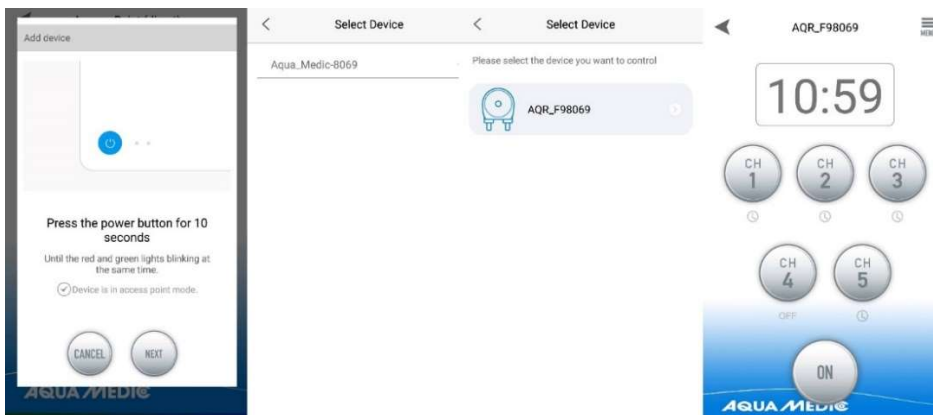 Add device
Press the power button for 10
seconds
Until the red and green lights blinking at
the same time.
Device is in access point mode.
CANCEL
NEXT
AQUA MEDIC
Select Device
Aqua_Medic-8069
Select Device
Please select the device you want to control
AQR_F98069
AQR_F98069
MENU
10:59
CH
1
CH
2
CH
3
CH
4
CH
5
OFF
ON
AQUA MEDIC